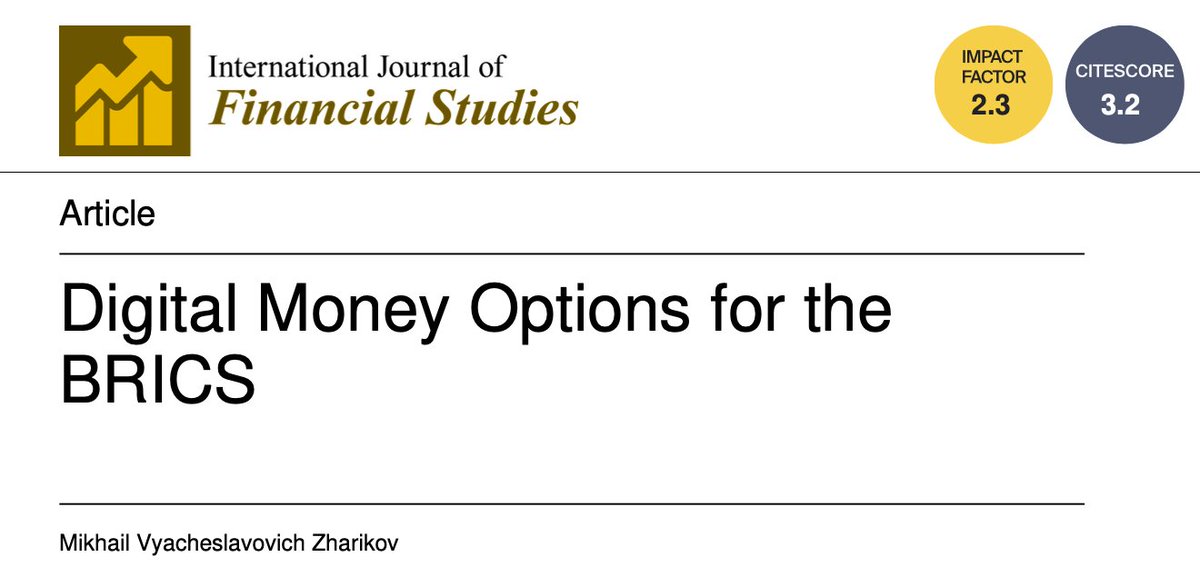 International Journal of
Financial Studies
IMPACT
FACTOR
2.3
CITESCORE
3.2
Article
Digital Money Options for the
BRICS
Mikhail Vyacheslavovich Zharikov